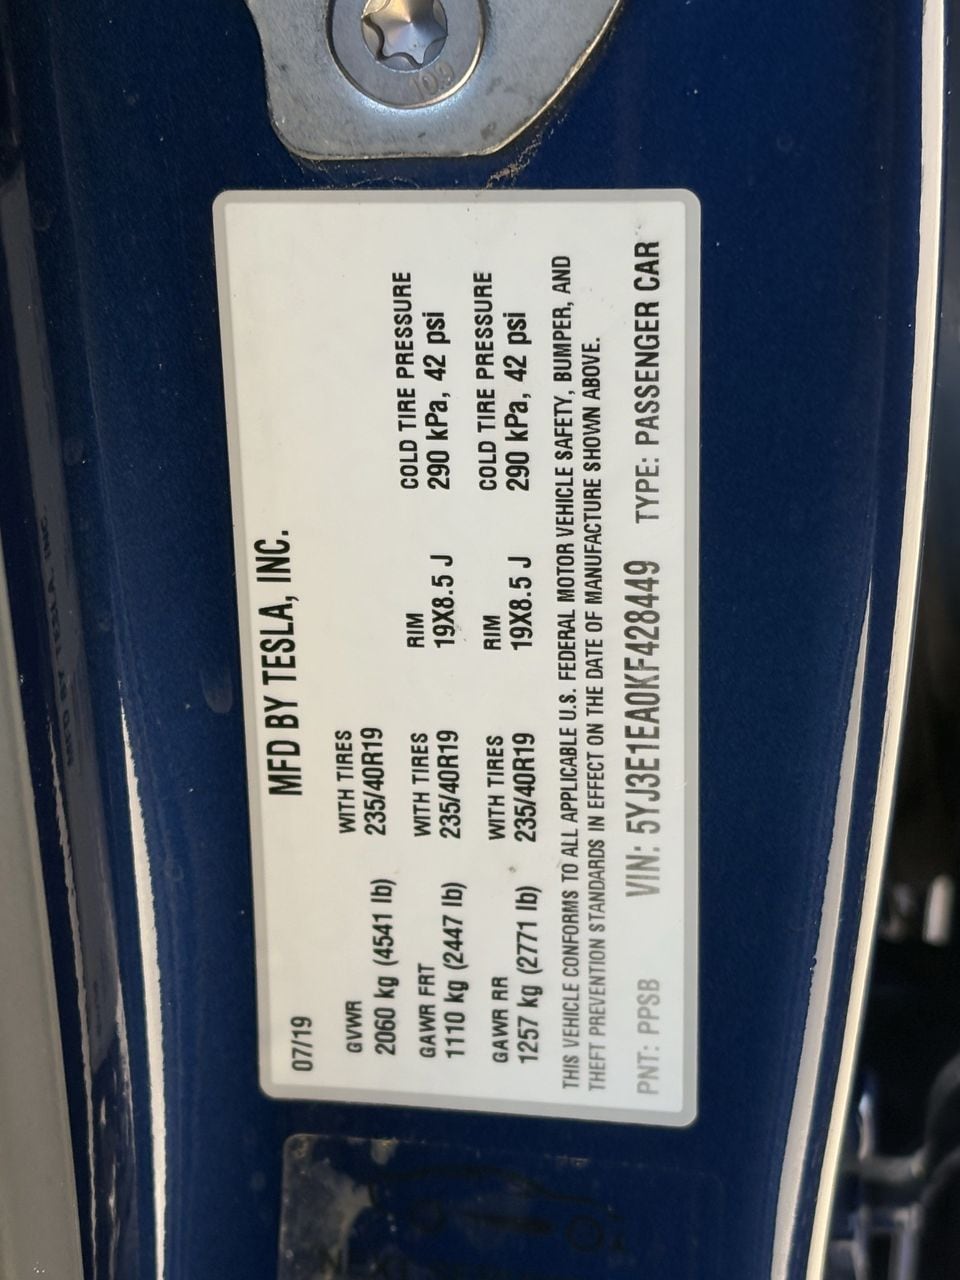 109
MFD BY TESLA, INC.
07/19
GVWR WITH TIRES
2060 kg (4541 lb) 235/40R19
GAWR FRT WITH TIRES RIM COLD TIRE PRESSURE
1110 kg (2447 lb) 235/40R19 19X8.5 J 290 kPa, 42 psi
GAWR RR WITH TIRES RIM COLD TIRE PRESSURE
1257 kg (2771 lb) 235/40R19 19X8.5 J 290 kPa, 42 psi
THIS VEHICLE CONFORMS TO ALL APPLICABLE U.S. FEDERAL MOTOR VEHICLE SAFETY, BUMPER, AND
THEFT PREVENTION STANDARDS IN EFFECT ON THE DATE OF MANUFACTURE SHOWN ABOVE.
PNT: PPSB VIN: 5YJ3E1EA0KF428449 TYPE: PASSENGER CAR